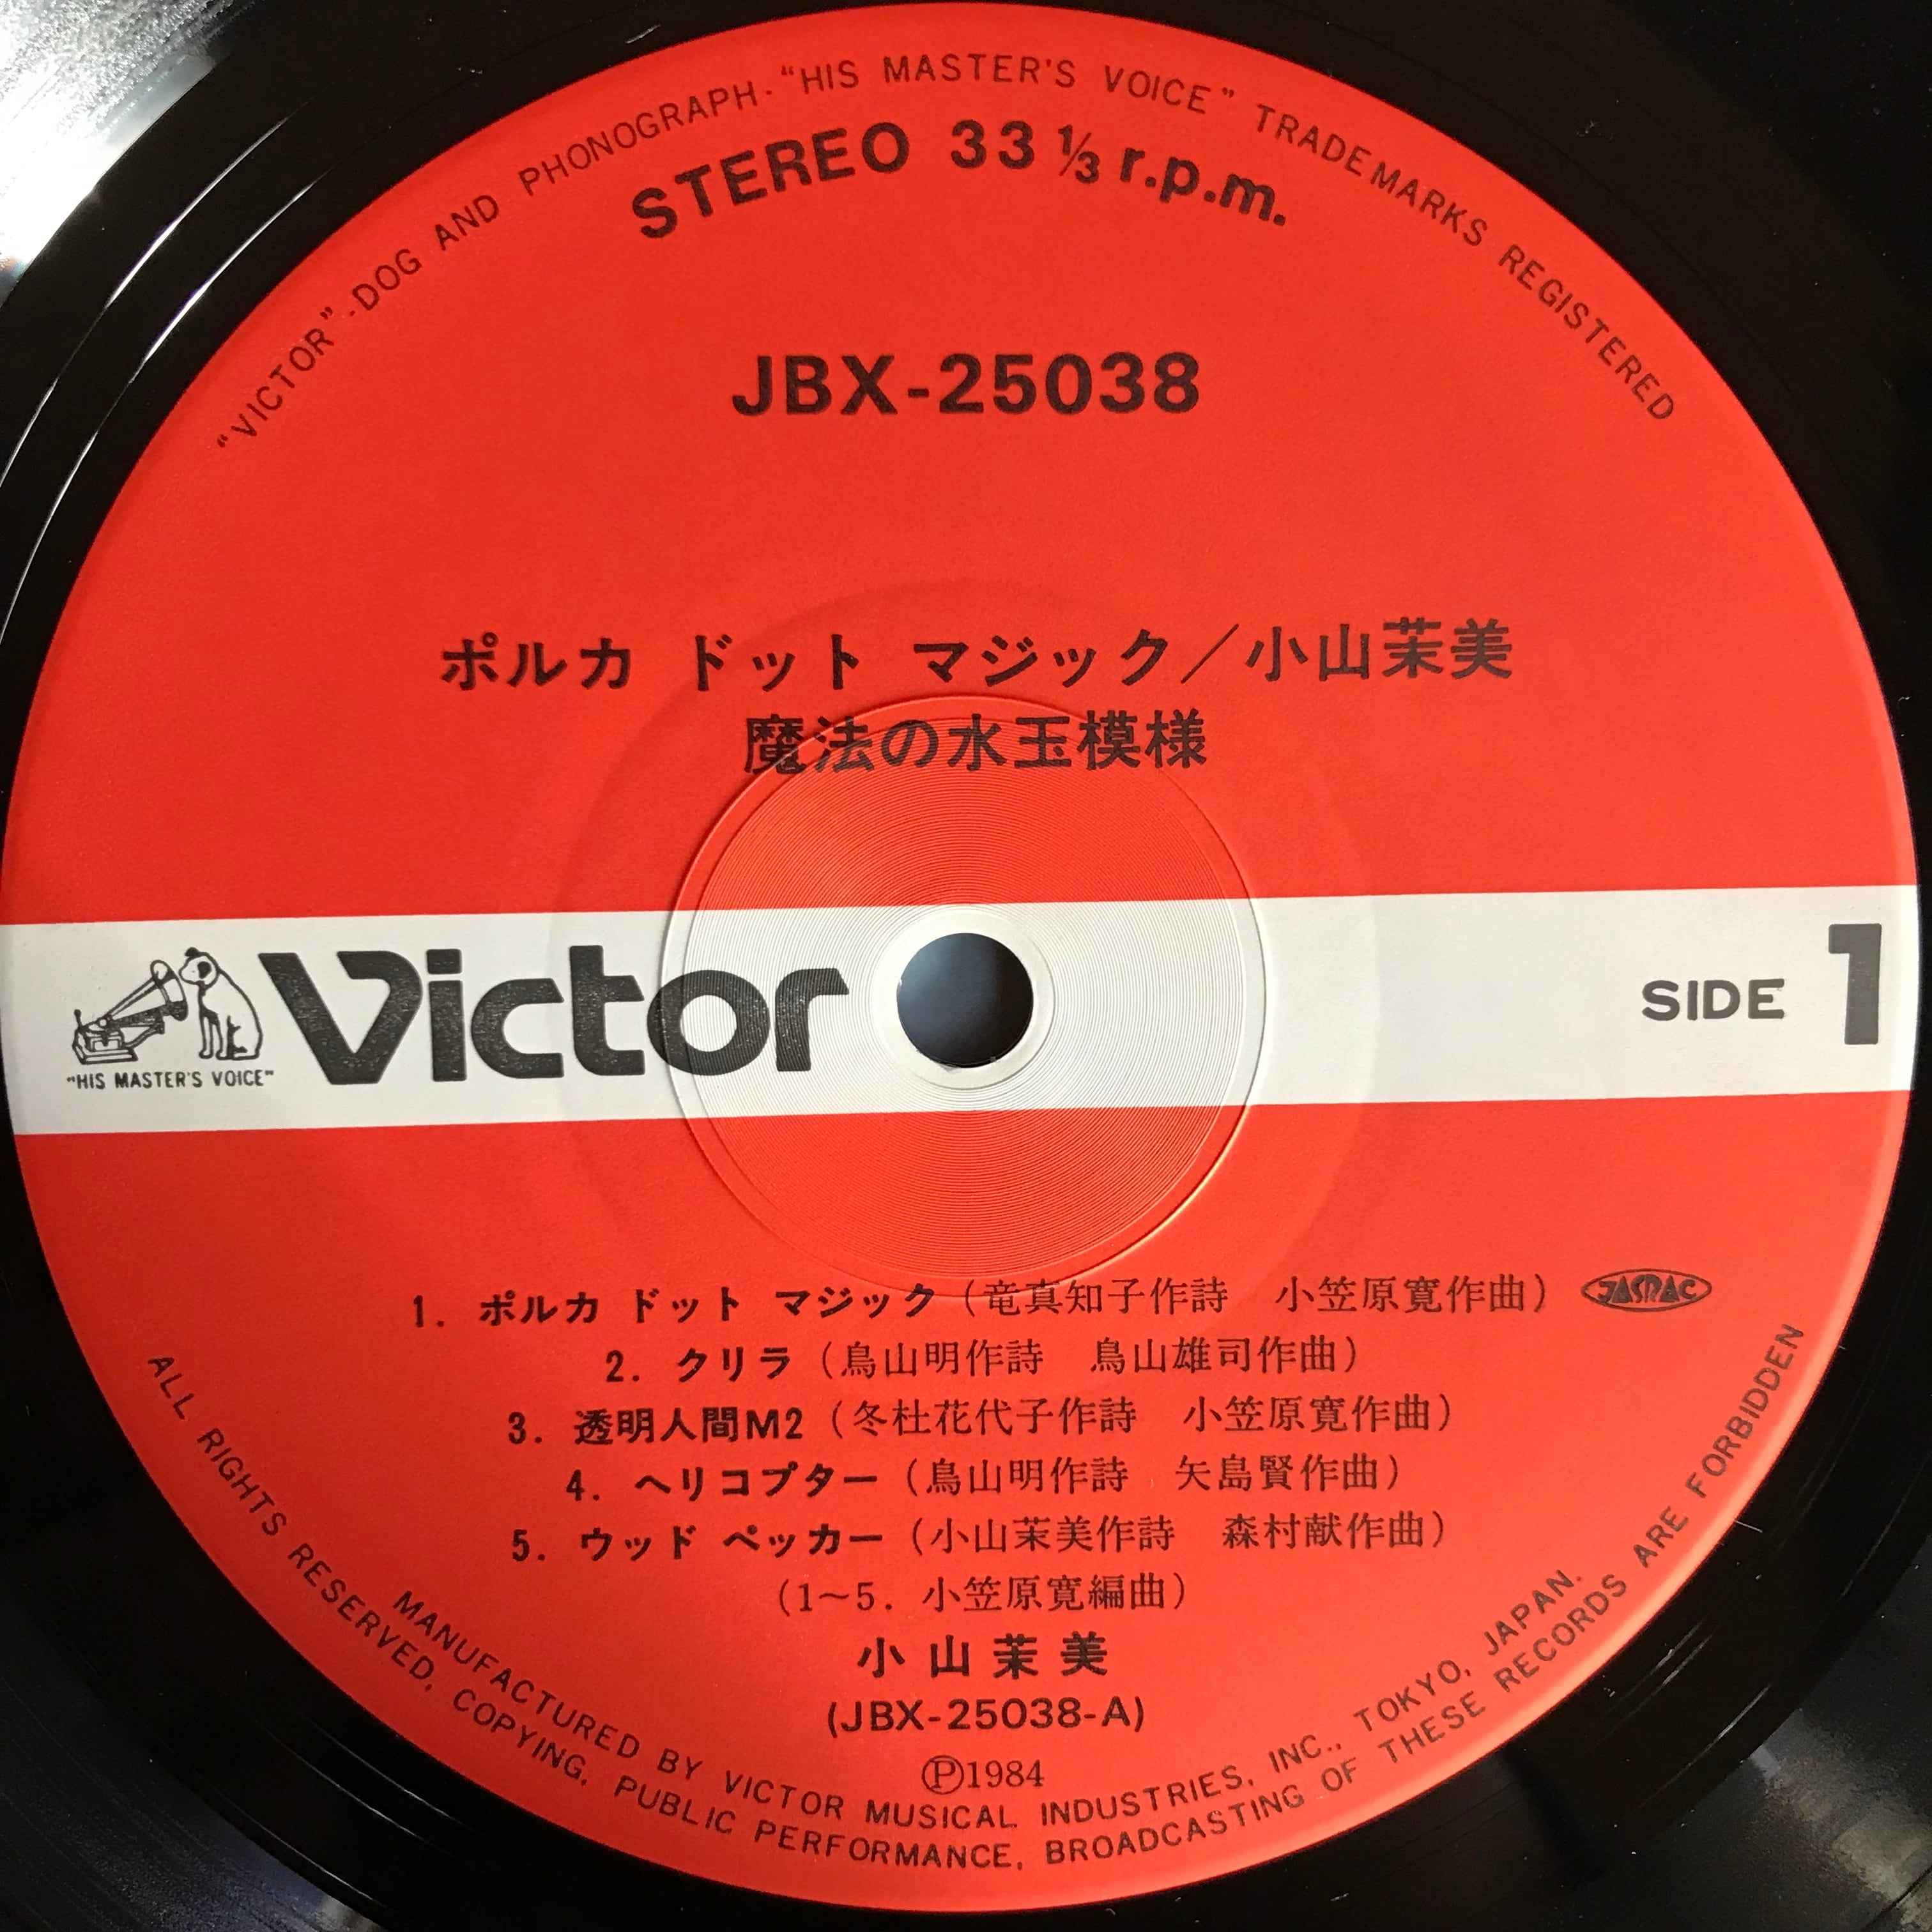 "VICTOR"-DOG AND PHONOGRAPH·"HIS MASTER'S VOICE" TRADEMARKS REGISTERED
STEREO 33 ⅓ r.p.m.
JBX-25038
ポルカ ドット マジック／小山茉美
魔法の水玉模様
Victor
"HIS MASTER'S VOICE"
SIDE 1
1. ポルカ ドット マジック（竜真知子作詩　小笠原寛作曲） JASRAC
2. クリラ（鳥山明作詩　鳥山雄司作曲）
3. 透明人間M2（冬杜花代子作詩　小笠原寛作曲）
4. ヘリコプター（鳥山明作詩　矢島賢作曲）
5. ウッド ペッカー（小山茉美作詩　森村献作曲）
（1～5. 小笠原寛編曲）
小山茉美
(JBX-25038-A)
Ⓟ1984
MANUFACTURED BY VICTOR MUSICAL INDUSTRIES, INC., TOKYO, JAPAN.
ALL RIGHTS RESERVED, COPYING, PUBLIC PERFORMANCE, BROADCASTING OF THESE RECORDS ARE FORBIDDEN